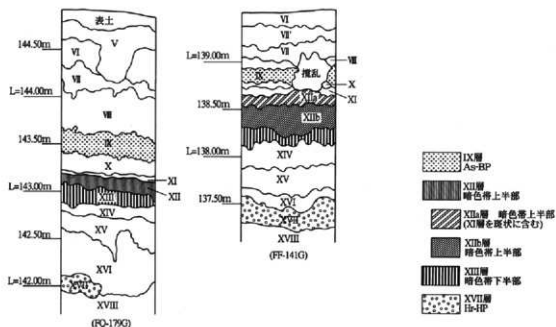 表土
V
144.50m
VI
VII
L=144.00m
VIII
143.50m
IX
X
XI
L=143.00m
XII
XIII
XIV
142.50m
XV
XVI
L=142.00m
XVII
XVIII
(FQ-179G)
VI
VII'
VII
L=139.00m
VIII
IX
攪乱
X
XI
XIIa
138.50m
XIIb
L=138.00m
XIV
XV
137.50m
XVI
XVII
XVIII
(FF-141G)
IX層
As-BP
XII層
暗色帯上半部
XIIa層 暗色帯上半部
(XI層を斑状に含む)
XIIb層
暗色帯上半部
XIII層
暗色帯下半部
XVII層
Hr-HP